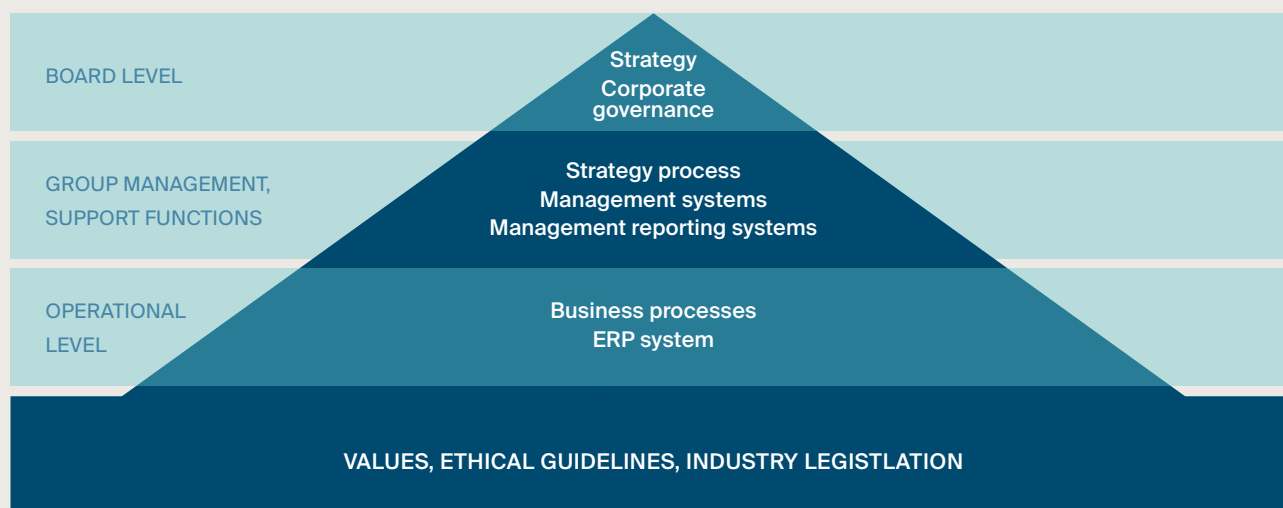 BOARD LEVEL
Strategy
Corporate
governance
GROUP MANAGEMENT,
SUPPORT FUNCTIONS
Strategy process
Management systems
Management reporting systems
OPERATIONAL
LEVEL
Business processes
ERP system
VALUES, ETHICAL GUIDELINES, INDUSTRY LEGISTLATION